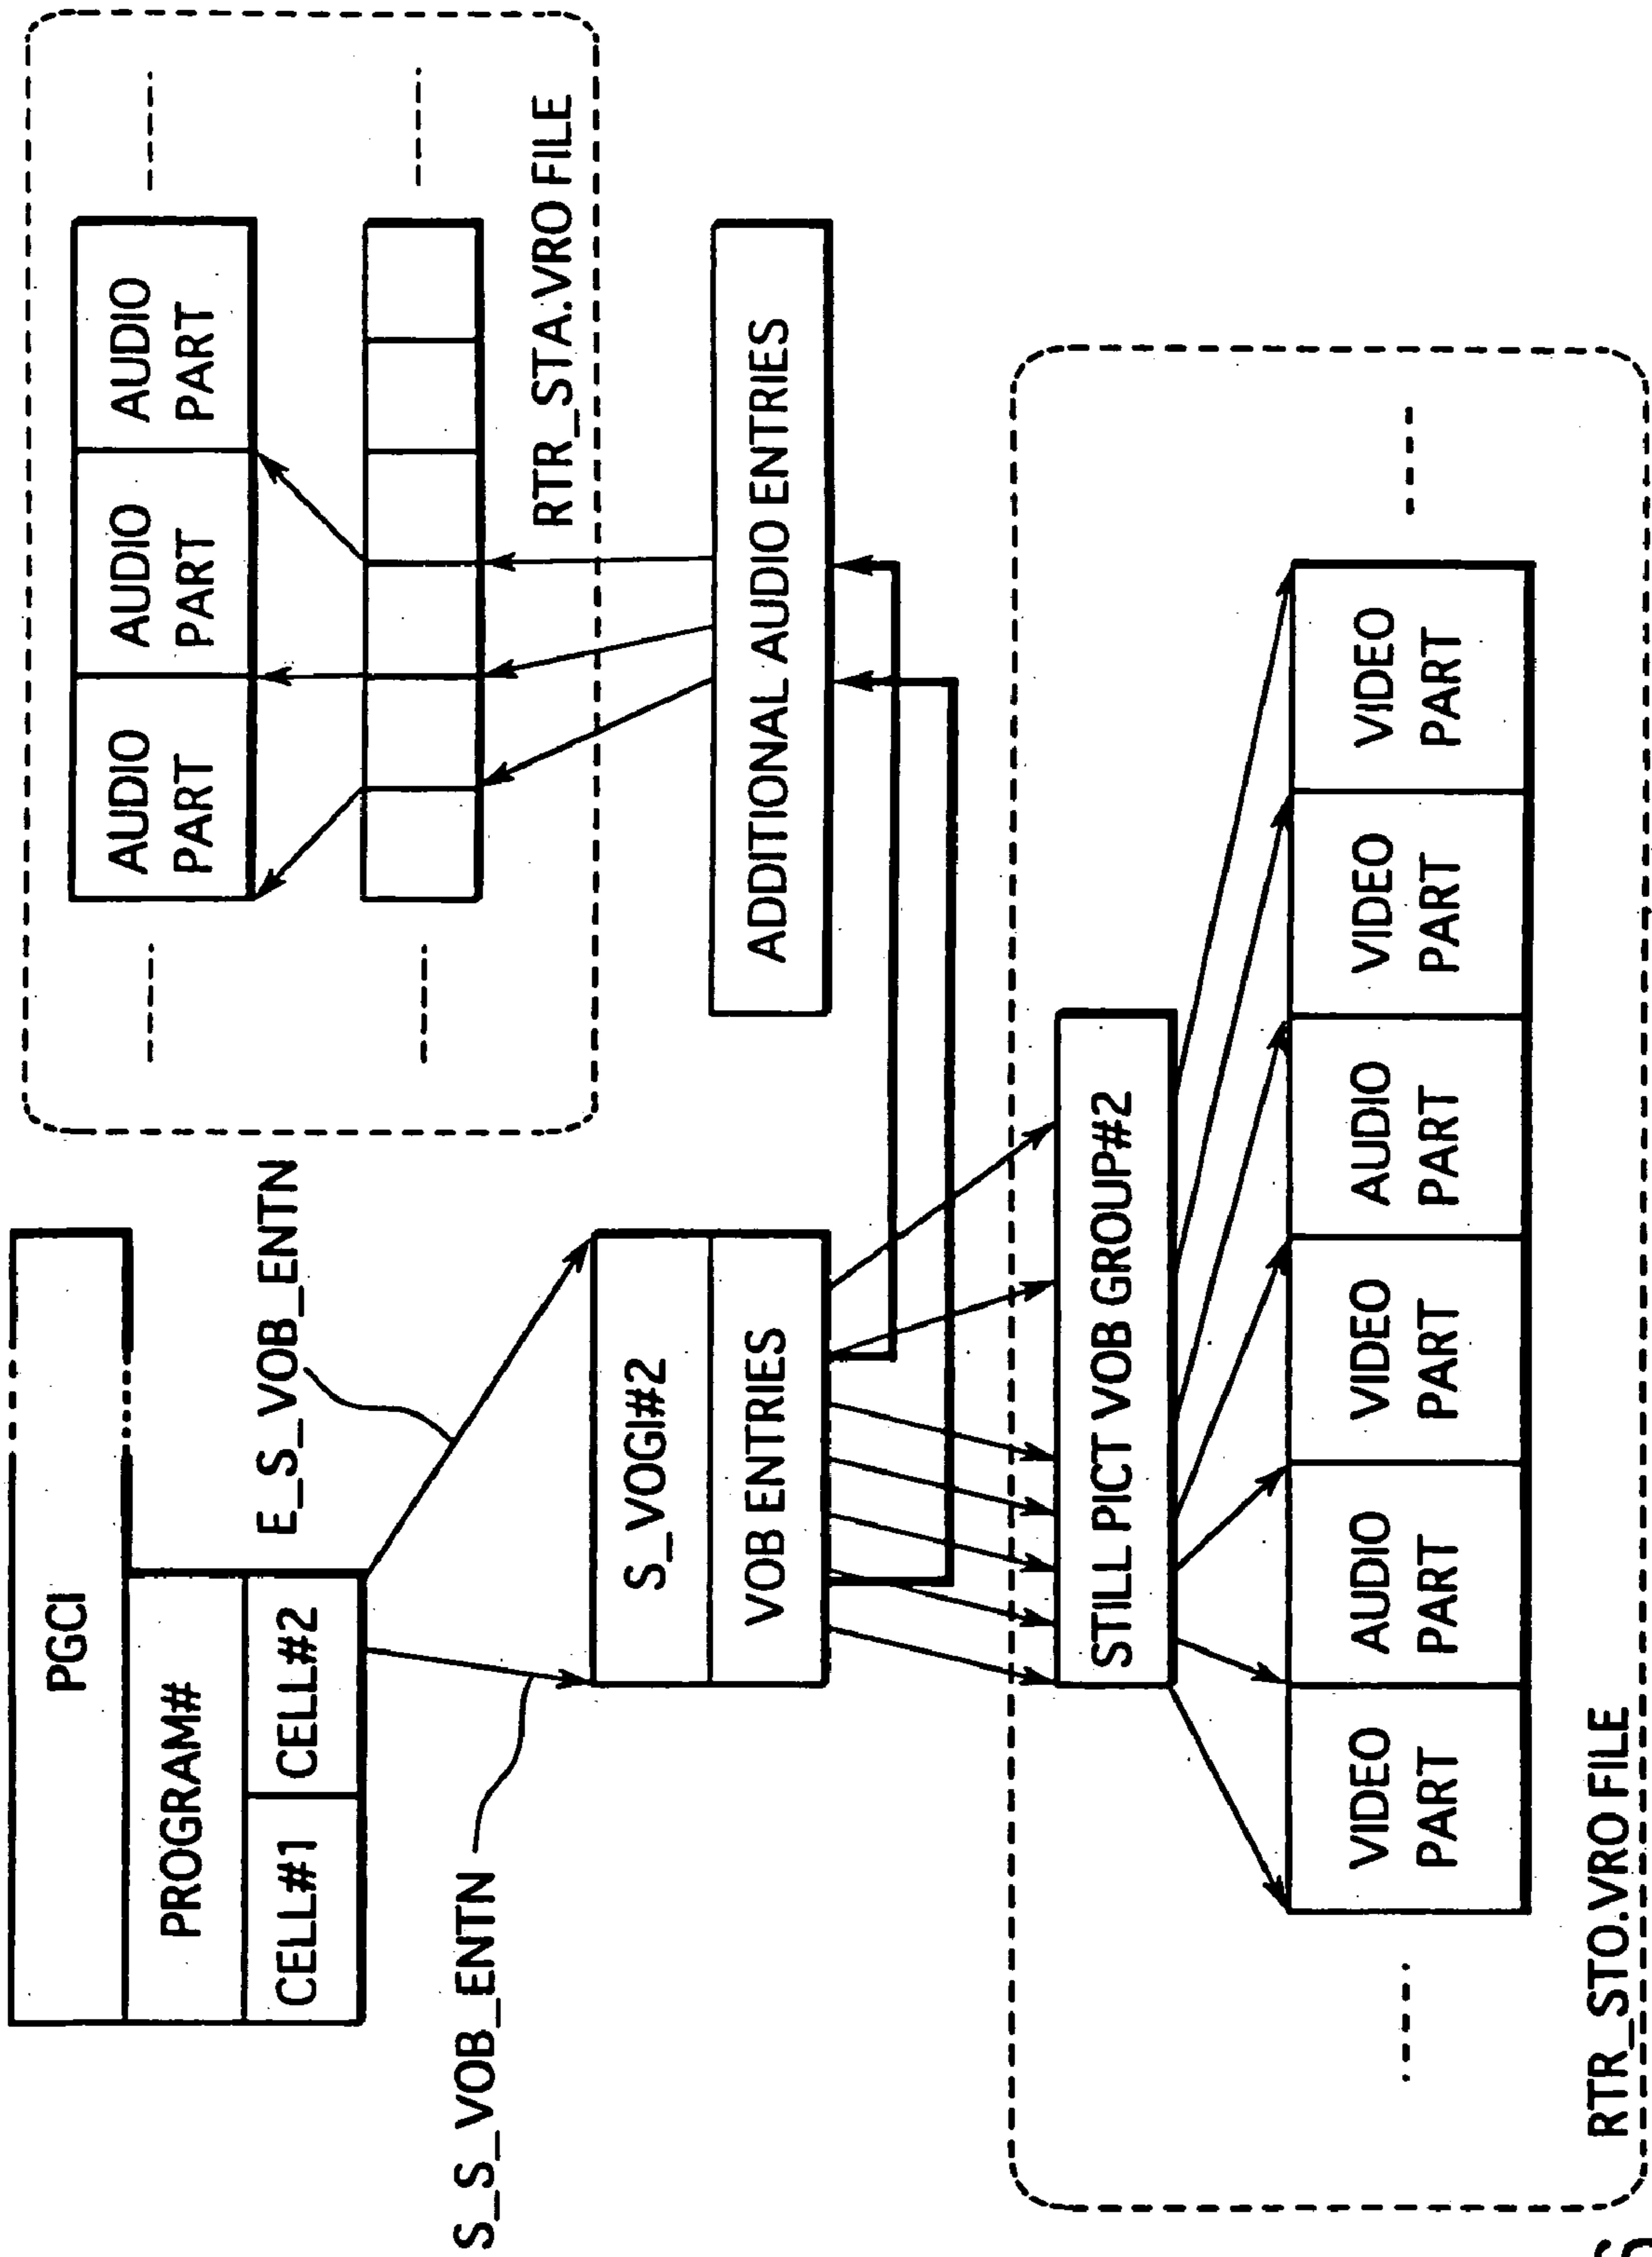 PGCI
PROGRAM#
CELL#1 CELL#2
E_S_VOB_ENTN
S_S_VOB_ENTN
AUDIO
PART
AUDIO
PART
AUDIO
PART
RTR_STA.VRO FILE
S_VOGI#2
VOB ENTRIES
ADDITIONAL AUDIO ENTRIES
STILL PICT VOB GROUP#2
VIDEO
PART
AUDIO
PART
VIDEO
PART
AUDIO
PART
VIDEO
PART
VIDEO
PART
RTR_STO.VRO FILE